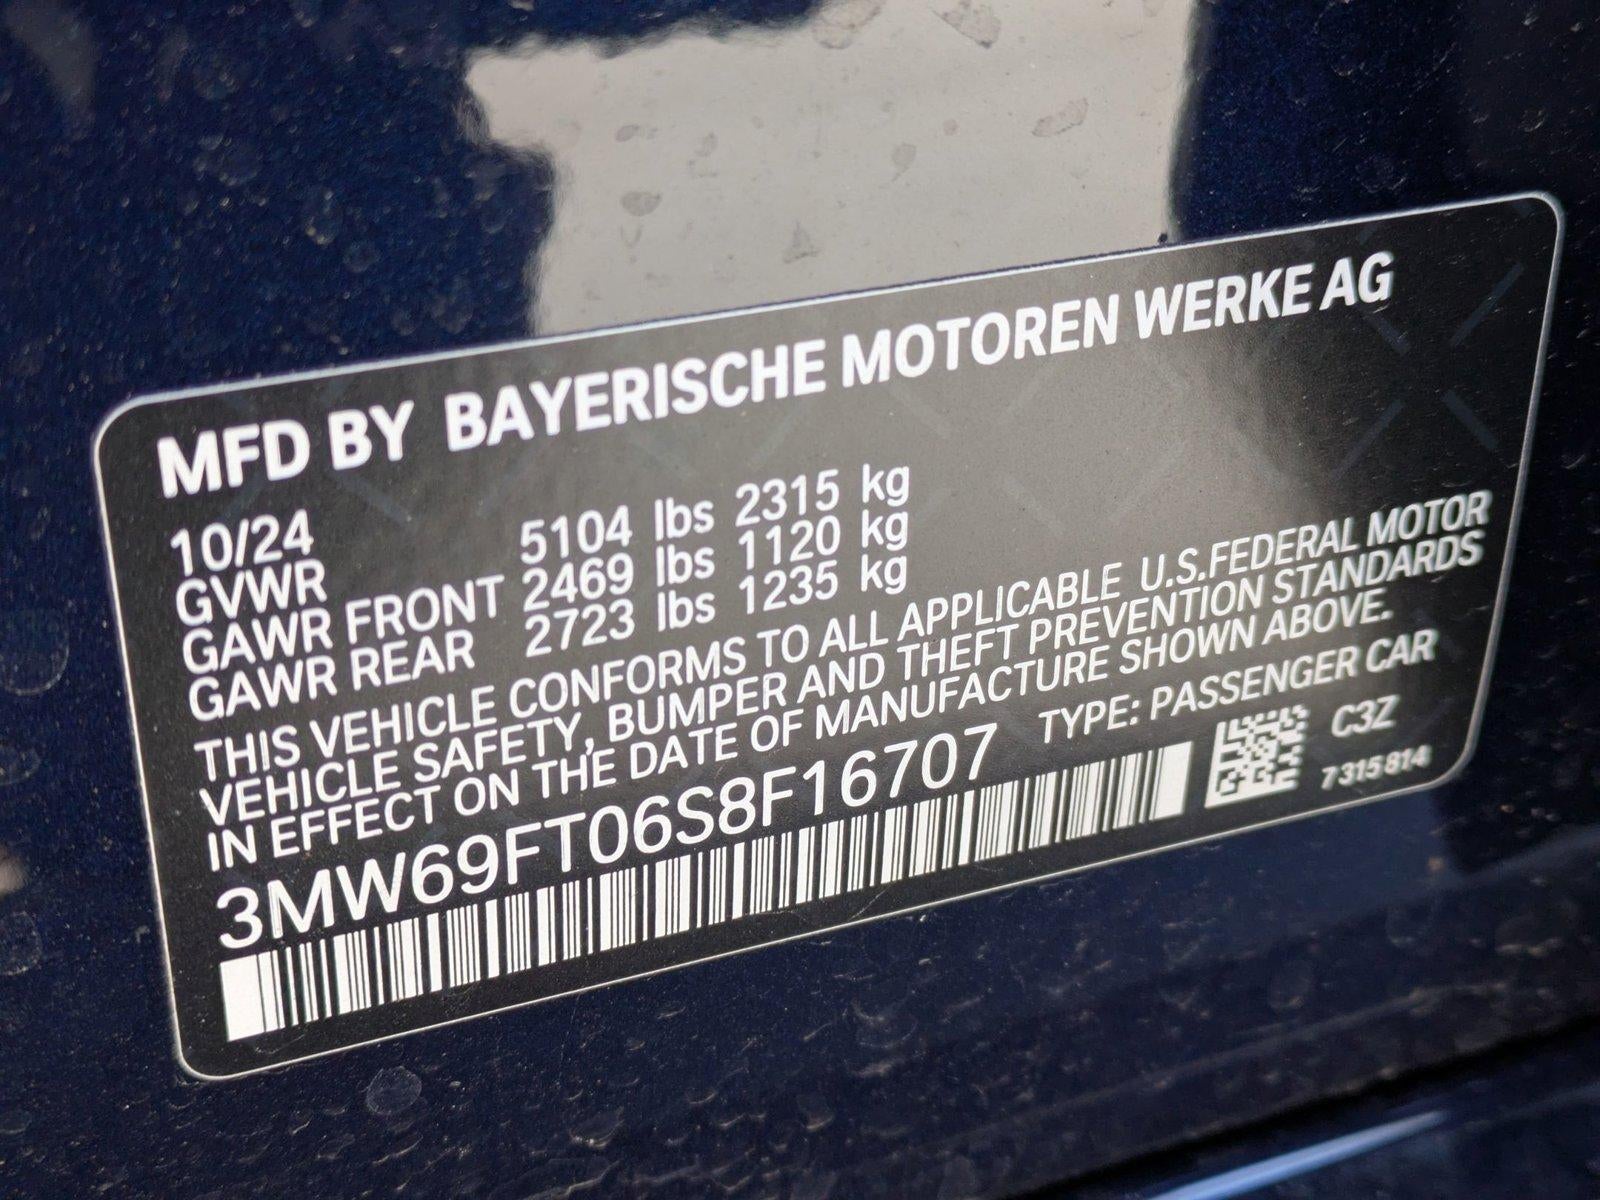 MFD BY BAYERISCHE MOTOREN WERKE AG
10/24
GVWR 5104 lbs 2315 kg
GAWR FRONT 2469 lbs 1120 kg
GAWR REAR 2723 lbs 1235 kg
THIS VEHICLE CONFORMS TO ALL APPLICABLE U.S.FEDERAL MOTOR
VEHICLE SAFETY, BUMPER AND THEFT PREVENTION STANDARDS
IN EFFECT ON THE DATE OF MANUFACTURE SHOWN ABOVE.
3MW69FT06S8F16707 TYPE: PASSENGER CAR
C3Z
7 315 814